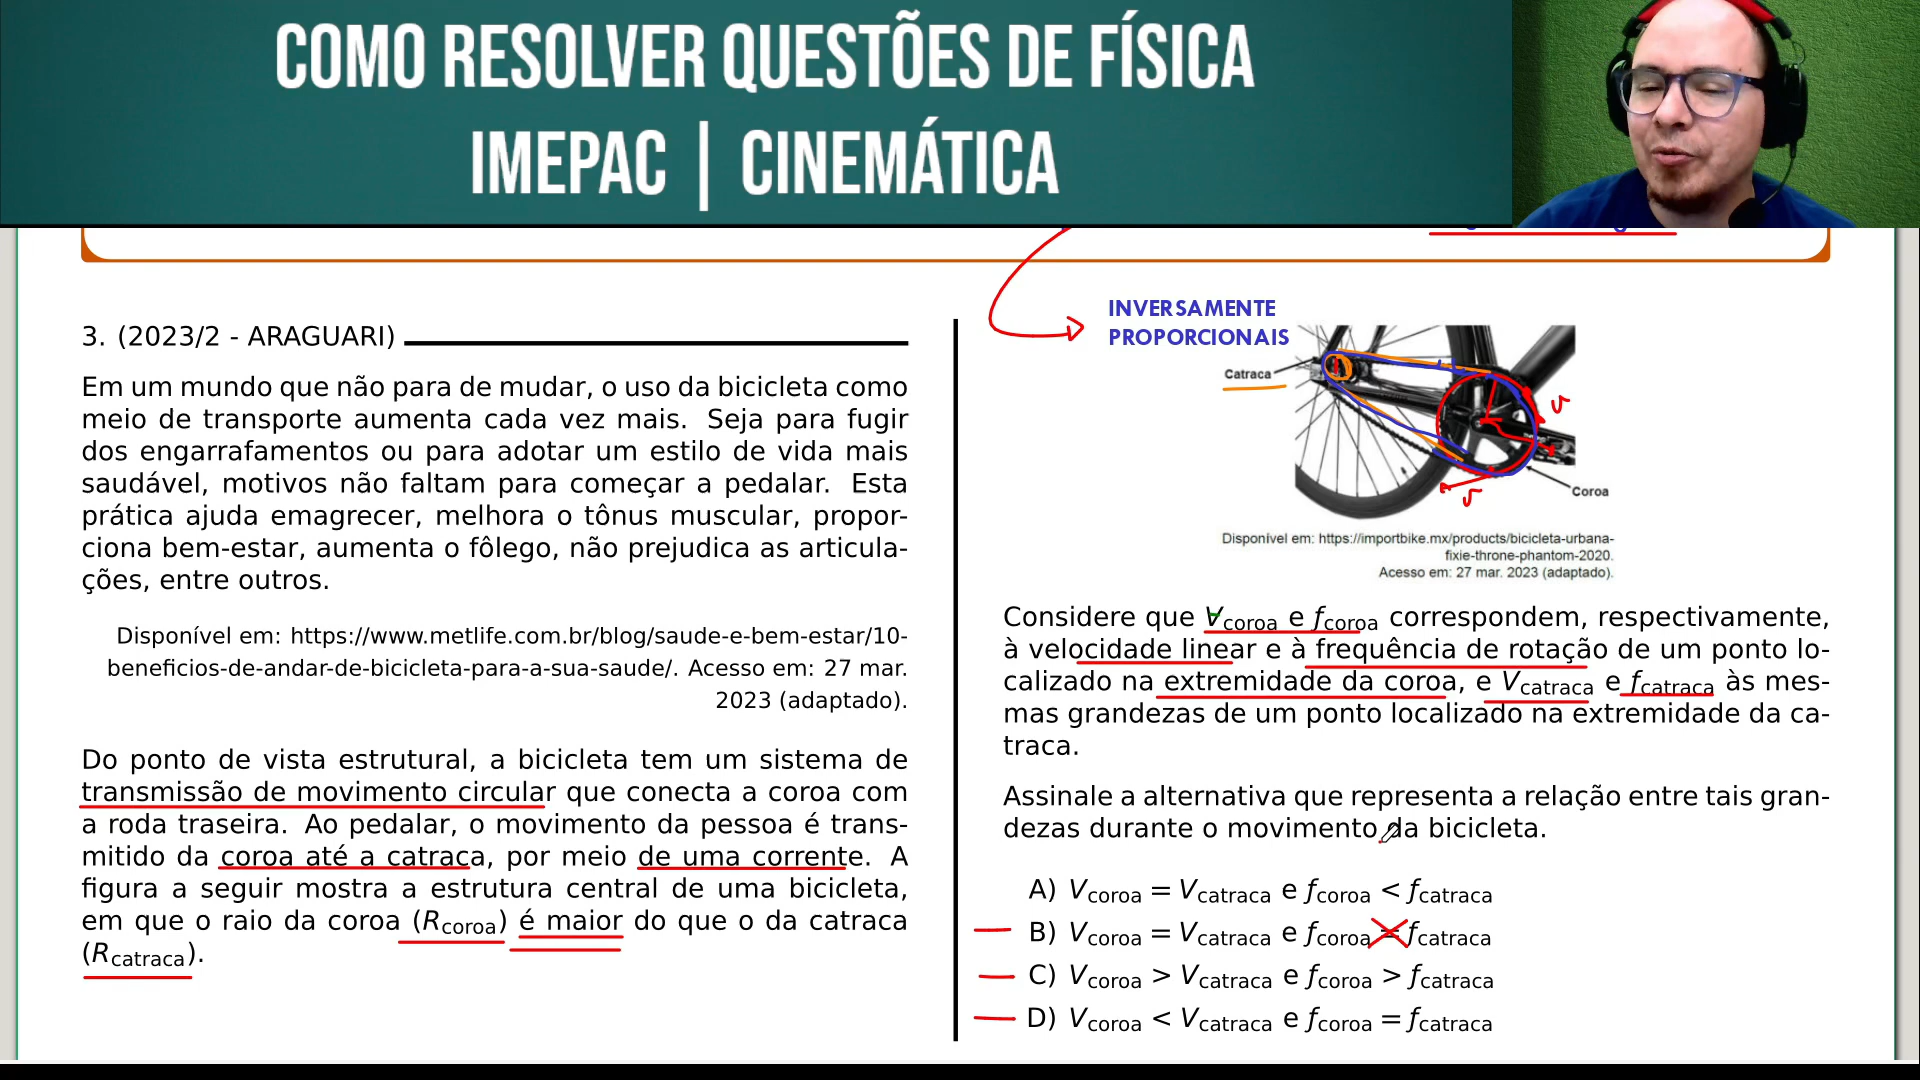 COMO RESOLVER QUESTÕES DE FÍSICA
IMEPAC | CINEMÁTICA
3. (2023/2 - ARAGUARI)
Em um mundo que não para de mudar, o uso da bicicleta como
meio de transporte aumenta cada vez mais. Seja para fugir
dos engarrafamentos ou para adotar um estilo de vida mais
saudável, motivos não faltam para começar a pedalar. Esta
prática ajuda emagrecer, melhora o tônus muscular, propor-
ciona bem-estar, aumenta o fôlego, não prejudica as articula-
ções, entre outros.
Disponível em: https://www.metlife.com.br/blog/saude-e-bem-estar/10-
beneficios-de-andar-de-bicicleta-para-a-sua-saude/. Acesso em: 27 mar.
2023 (adaptado).
Do ponto de vista estrutural, a bicicleta tem um sistema de
transmissão de movimento circular que conecta a coroa com
a roda traseira. Ao pedalar, o movimento da pessoa é trans-
mitido da coroa até a catraca, por meio de uma corrente. A
figura a seguir mostra a estrutura central de uma bicicleta,
em que o raio da coroa (Rcoroa) é maior do que o da catraca
(Rcatraca).
INVERSAMENTE
PROPORCIONAIS
Catraca
v
Coroa
v
Disponível em: https://importbike.mx/products/bicicleta-urbana-
fixie-throne-phantom-2020.
Acesso em: 27 mar. 2023 (adaptado).
Considere que Vcoroa e fcoroa correspondem, respectivamente,
à velocidade linear e à frequência de rotação de um ponto lo-
calizado na extremidade da coroa, e Vcatraca e fcatraca às mes-
mas grandezas de um ponto localizado na extremidade da ca-
traca.
Assinale a alternativa que representa a relação entre tais gran-
dezas durante o movimento da bicicleta.
A) Vcoroa = Vcatraca e fcoroa < fcatraca
B) Vcoroa = Vcatraca e fcoroa = fcatraca
C) Vcoroa > Vcatraca e fcoroa > fcatraca
D) Vcoroa < Vcatraca e fcoroa = fcatraca